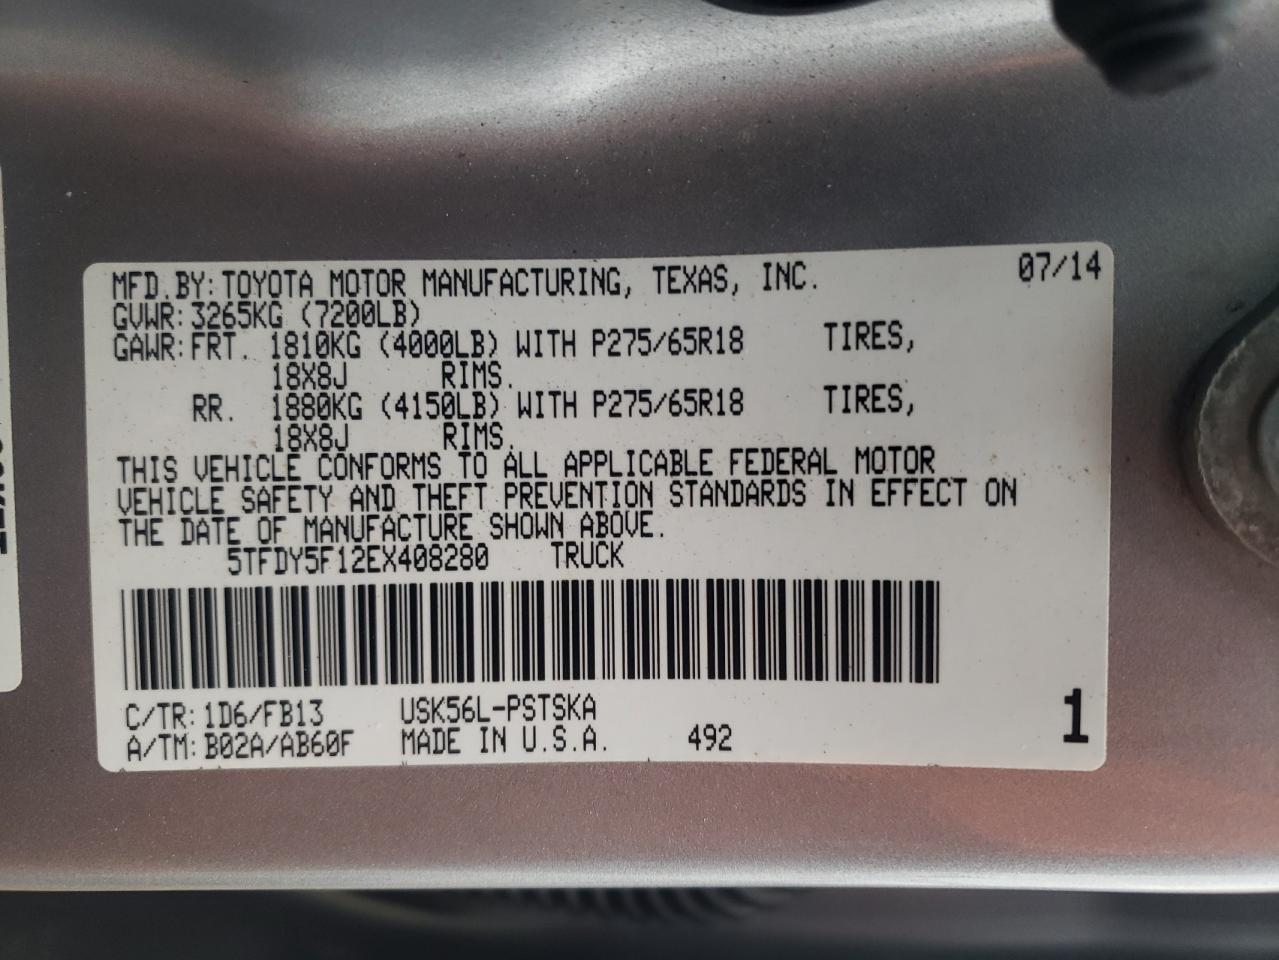 MFD.BY: TOYOTA MOTOR MANUFACTURING, TEXAS, INC. 07/14
GVWR: 3265KG (7200LB)
GAWR: FRT. 1810KG (4000LB) WITH P275/65R18 TIRES,
18X8J RIMS.
RR. 1880KG (4150LB) WITH P275/65R18 TIRES,
18X8J RIMS.
THIS VEHICLE CONFORMS TO ALL APPLICABLE FEDERAL MOTOR
VEHICLE SAFETY AND THEFT PREVENTION STANDARDS IN EFFECT ON
THE DATE OF MANUFACTURE SHOWN ABOVE.
5TFDY5F12EX408280 TRUCK
C/TR: 1D6/FB13 USK56L-PSTSKA
A/TM: B02A/AB60F MADE IN U.S.A. 492
1